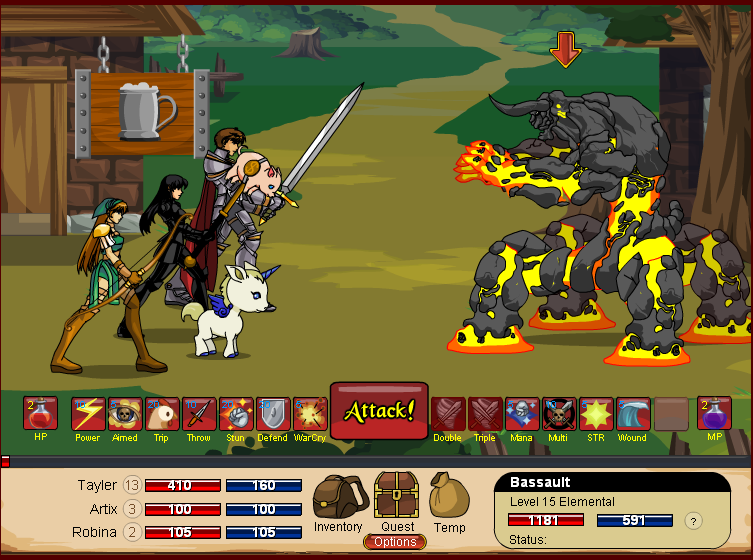 Attack!
2 HP
Power
Aimed
Trip
Throw
Stun
Defend
WarCry
Double
Triple
Mana
Multi
STR
Wound
2 MP
Tayler 13 410 160
Artix 3 100 100
Robina 2 105 105
Inventory
Quest
Temp
Options
Bassault
Level 15 Elemental
1181 591 ?
Status: